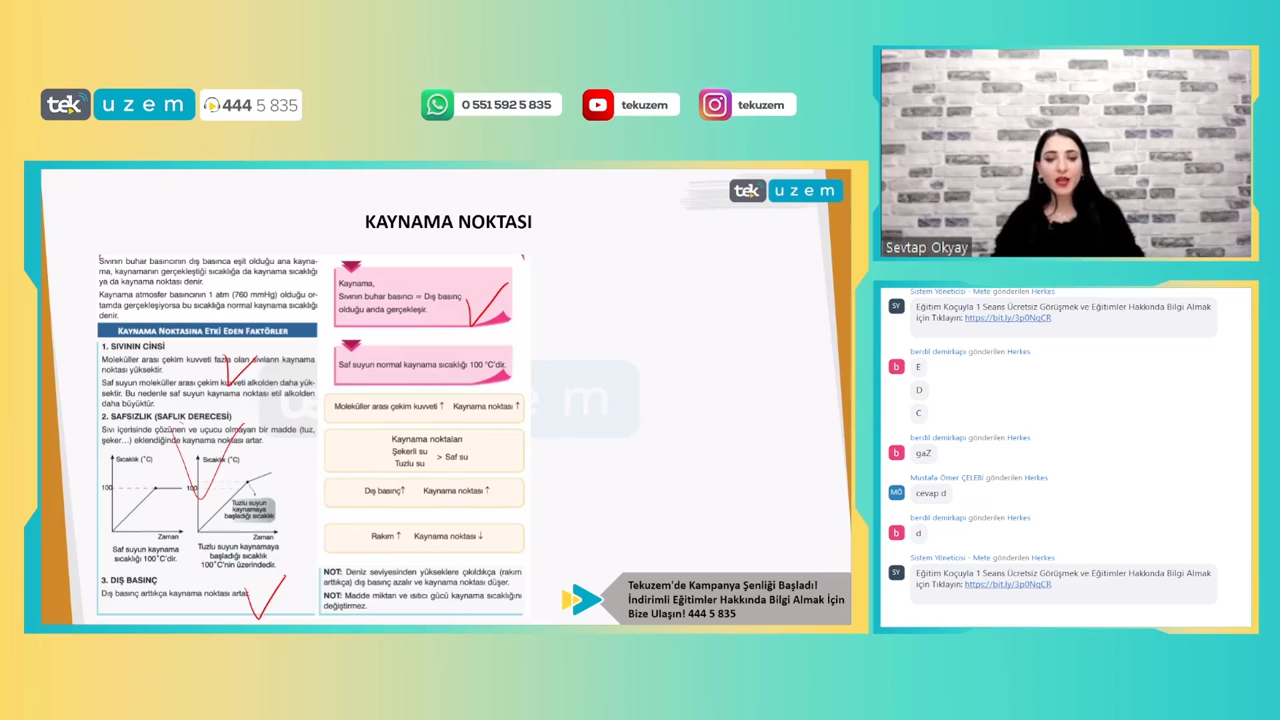 tek uzem 444 5 835
0 551 592 5 835
tekuzem
tekuzem
tek uzem
KAYNAMA NOKTASI
Sıvının buhar basıncının dış basınca eşit olduğu ana kayna-
ma, kaynamanın gerçekleştiği sıcaklığa da kaynama sıcaklığı
ya da kaynama noktası denir.
Kaynama atmosfer basıncının 1 atm (760 mmHg) olduğu or-
tamda gerçekleşiyorsa bu sıcaklığa normal kaynama sıcaklığı
denir.
KAYNAMA NOKTASINA ETKİ EDEN FAKTÖRLER
1. SIVININ CİNSİ
Moleküller arası çekim kuvveti fazla olan sıvıların kaynama
noktası yüksektir.
Saf suyun moleküller arası çekim kuvveti alkolden daha yük-
sektir. Bu nedenle saf suyun kaynama noktası etil alkolden
daha büyüktür.
2. SAFSIZLIK (SAFLIK DERECESİ)
Sıvı içerisinde çözünen ve uçucu olmayan bir madde (tuz,
şeker...) eklendiğinde kaynama noktası artar.
Sıcaklık (°C)
100
Zaman
Saf suyun kaynama
sıcaklığı 100°C'dir.
Sıcaklık (°C)
100
Tuzlu suyun
kaynamaya
başladığı sıcaklık
Zaman
Tuzlu suyun kaynamaya
başladığı sıcaklık
100°C'nin üzerindedir.
3. DIŞ BASINÇ
Dış basınç arttıkça kaynama noktası artar.
Kaynama,
Sıvının buhar basıncı = Dış basınç
olduğu anda gerçekleşir.
Saf suyun normal kaynama sıcaklığı 100 °C'dir.
Moleküller arası çekim kuvveti ↑ Kaynama noktası ↑
Kaynama noktaları
Şekerli su
Tuzlu su > Saf su
Dış basınç↑ Kaynama noktası ↑
Rakım ↑ Kaynama noktası ↓
NOT: Deniz seviyesinden yükseklere çıkıldıkça (rakım
arttıkça) dış basınç azalır ve kaynama noktası düşer.
NOT: Madde miktarı ve ısıtıcı gücü kaynama sıcaklığını
değiştirmez.
Tekuzem'de Kampanya Şenliği Başladı!
İndirimli Eğitimler Hakkında Bilgi Almak İçin
Bize Ulaşın! 444 5 835
Sevtap Okyay
Sistem Yöneticisi - Mete gönderilen Herkes
SY
Eğitim Koçuyla 1 Seans Ücretsiz Görüşmek ve Eğitimler Hakkında Bilgi Almak
için Tıklayın: https://bit.ly/3p0NqCR
berdil demirkapı gönderilen Herkes
b
E
D
C
berdil demirkapı gönderilen Herkes
b
gaZ
Mustafa Ömer ÇELEBİ gönderilen Herkes
MÖ
cevap d
berdil demirkapı gönderilen Herkes
b
d
Sistem Yöneticisi - Mete gönderilen Herkes
SY
Eğitim Koçuyla 1 Seans Ücretsiz Görüşmek ve Eğitimler Hakkında Bilgi Almak
için Tıklayın: https://bit.ly/3p0NqCR